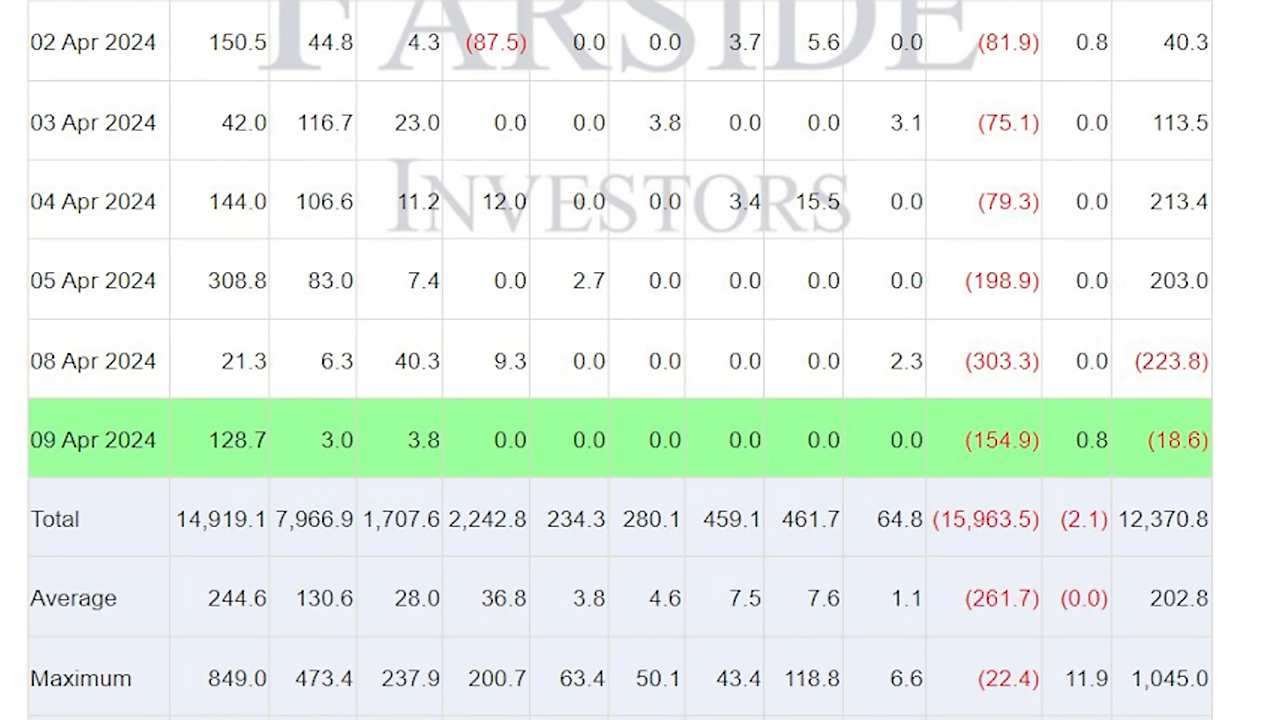 FARSIDE
02 Apr 2024 150.5 44.8 4.3 (87.5) 0.0 0.0 3.7 5.6 0.0 (81.9) 0.8 40.3
03 Apr 2024 42.0 116.7 23.0 0.0 0.0 3.8 0.0 0.0 3.1 (75.1) 0.0 113.5
INVESTORS
04 Apr 2024 144.0 106.6 11.2 12.0 0.0 0.0 3.4 15.5 0.0 (79.3) 0.0 213.4
05 Apr 2024 308.8 83.0 7.4 0.0 2.7 0.0 0.0 0.0 0.0 (198.9) 0.0 203.0
08 Apr 2024 21.3 6.3 40.3 9.3 0.0 0.0 0.0 0.0 2.3 (303.3) 0.0 (223.8)
09 Apr 2024 128.7 3.0 3.8 0.0 0.0 0.0 0.0 0.0 0.0 (154.9) 0.8 (18.6)
Total 14,919.1 7,966.9 1,707.6 2,242.8 234.3 280.1 459.1 461.7 64.8 (15,963.5) (2.1) 12,370.8
Average 244.6 130.6 28.0 36.8 3.8 4.6 7.5 7.6 1.1 (261.7) (0.0) 202.8
Maximum 849.0 473.4 237.9 200.7 63.4 50.1 43.4 118.8 6.6 (22.4) 11.9 1,045.0